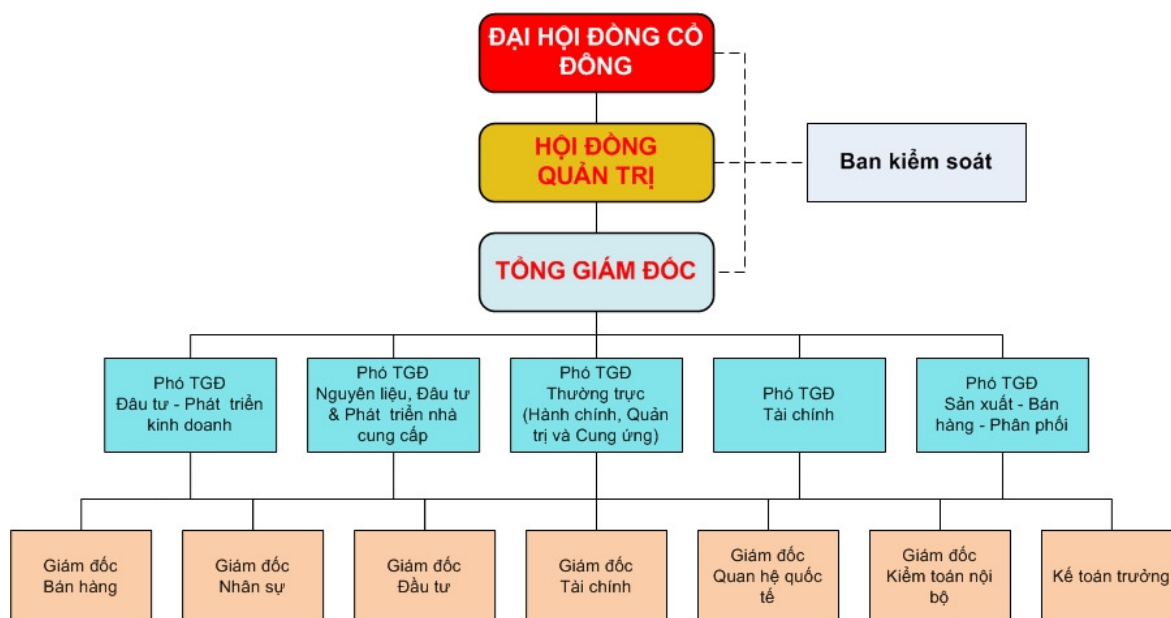 ĐẠI HỘI ĐỒNG CỔ
ĐÔNG
HỘI ĐỒNG
QUẢN TRỊ
Ban kiểm soát
TỔNG GIÁM ĐỐC
Phó TGĐ
Đâu tư - Phát triển
kinh doanh
Phó TGĐ
Nguyên liệu, Đâu tư
& Phát triển nhà
cung cấp
Phó TGĐ
Thường trực
(Hành chính, Quản
trị và Cung ứng)
Phó TGĐ
Tài chính
Phó TGĐ
Sản xuất - Bán
hàng - Phân phối
Giám đốc
Bán hàng
Giám đốc
Nhân sự
Giám đốc
Đầu tư
Giám đốc
Tài chính
Giám đốc
Quan hệ quốc
tế
Giám đốc
Kiểm toán nội
bộ
Kế toán trưởng